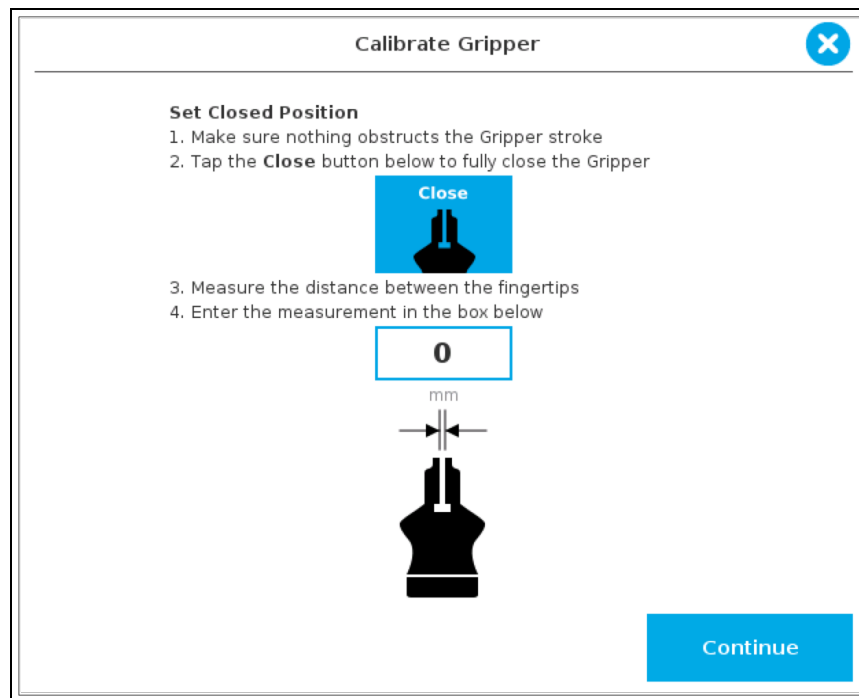 Calibrate Gripper
Set Closed Position
1. Make sure nothing obstructs the Gripper stroke
2. Tap the Close button below to fully close the Gripper
Close
3. Measure the distance between the fingertips
4. Enter the measurement in the box below
0
mm
Continue